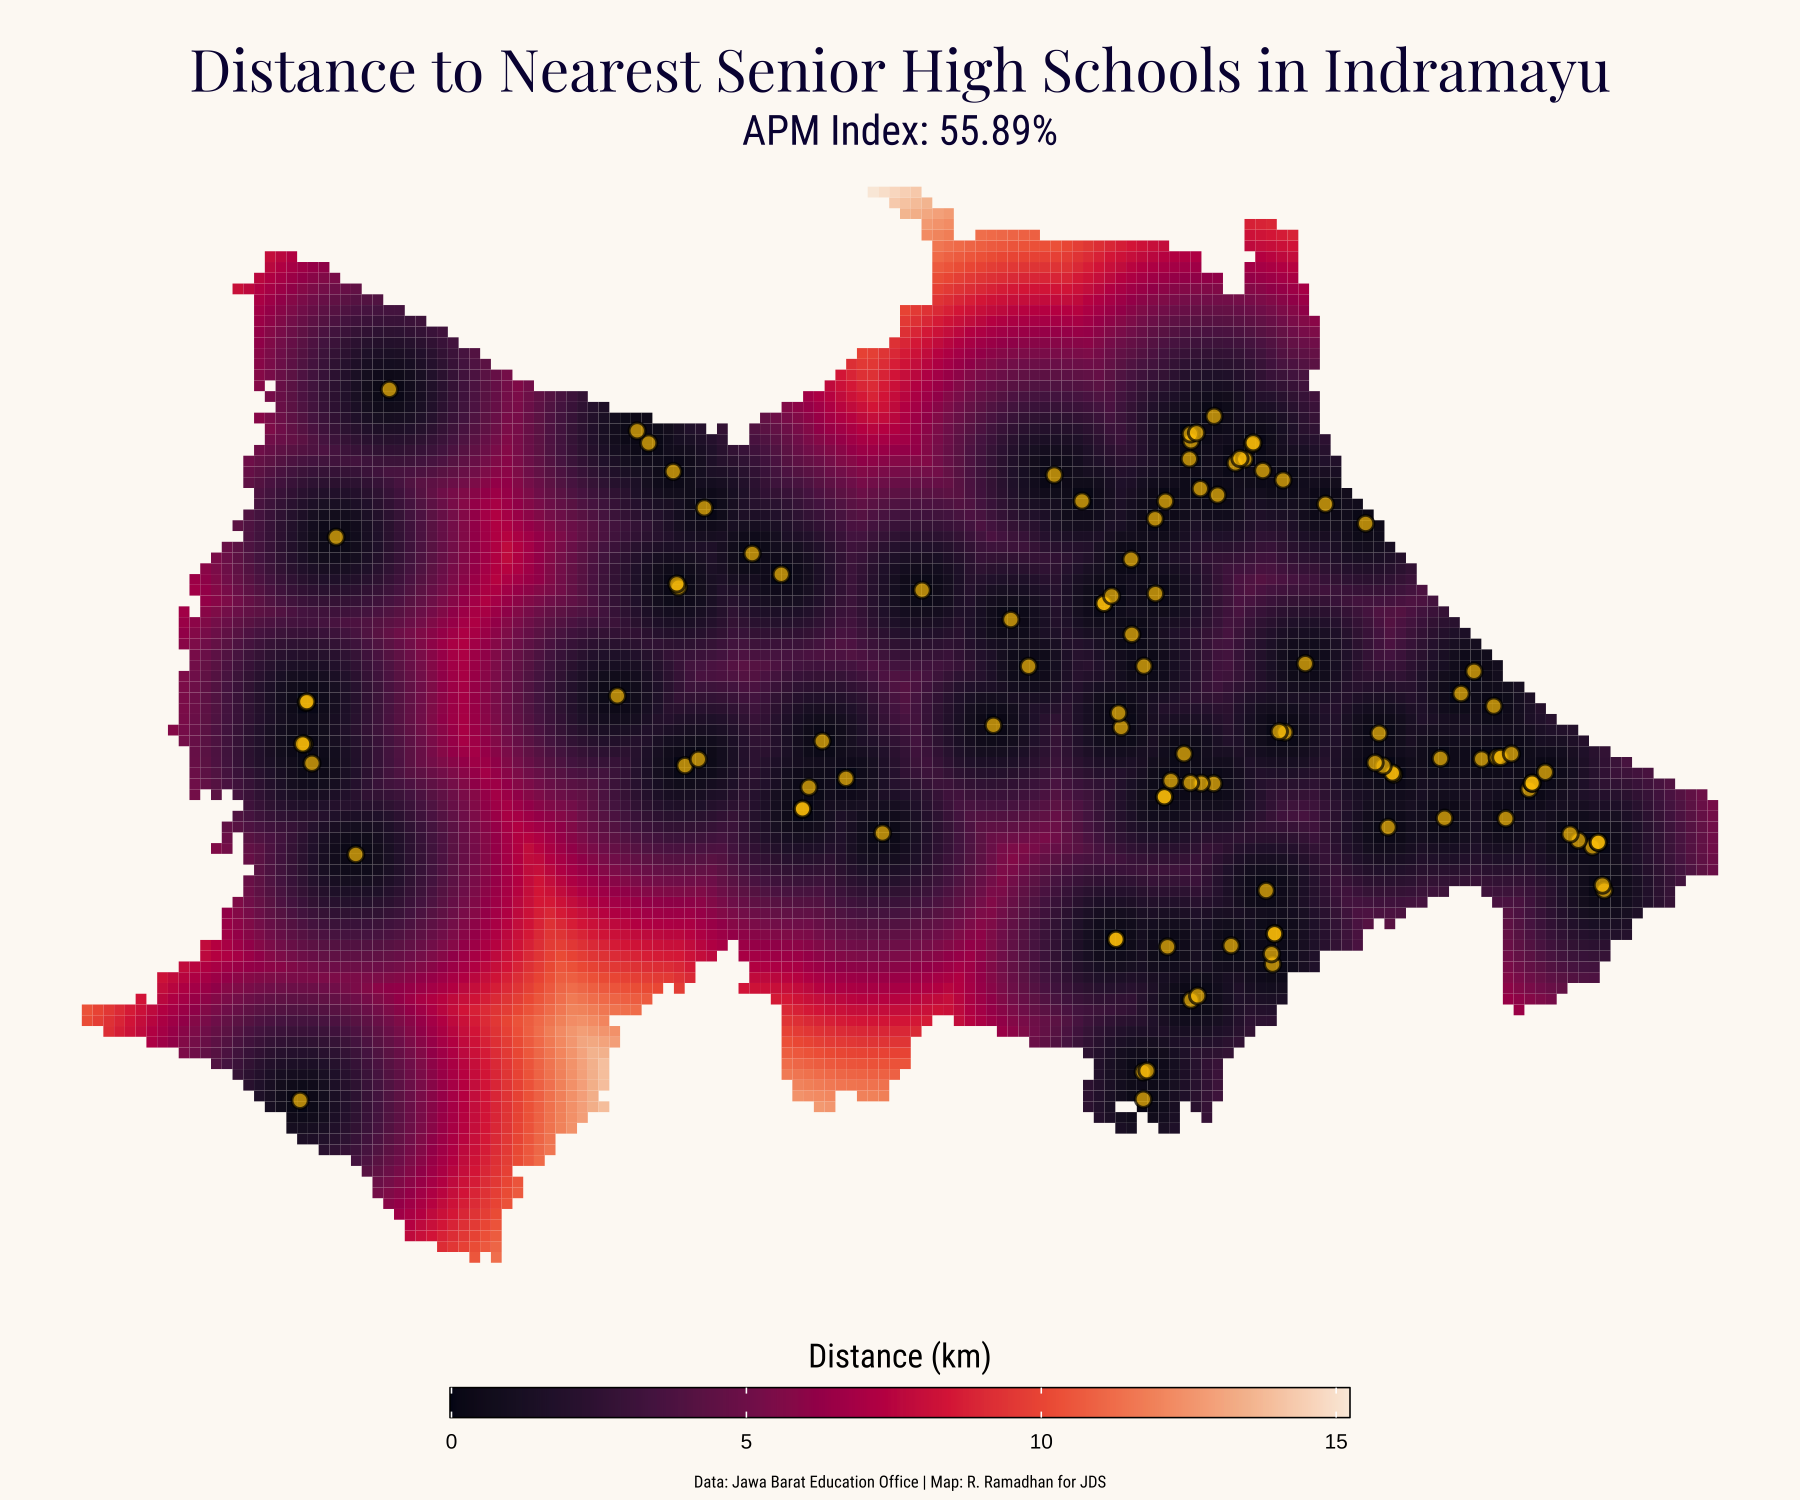 Distance to Nearest Senior High Schools in Indramayu
APM Index: 55.89%
Distance (km)
0 5 10 15
Data: Jawa Barat Education Office | Map: R. Ramadhan for JDS